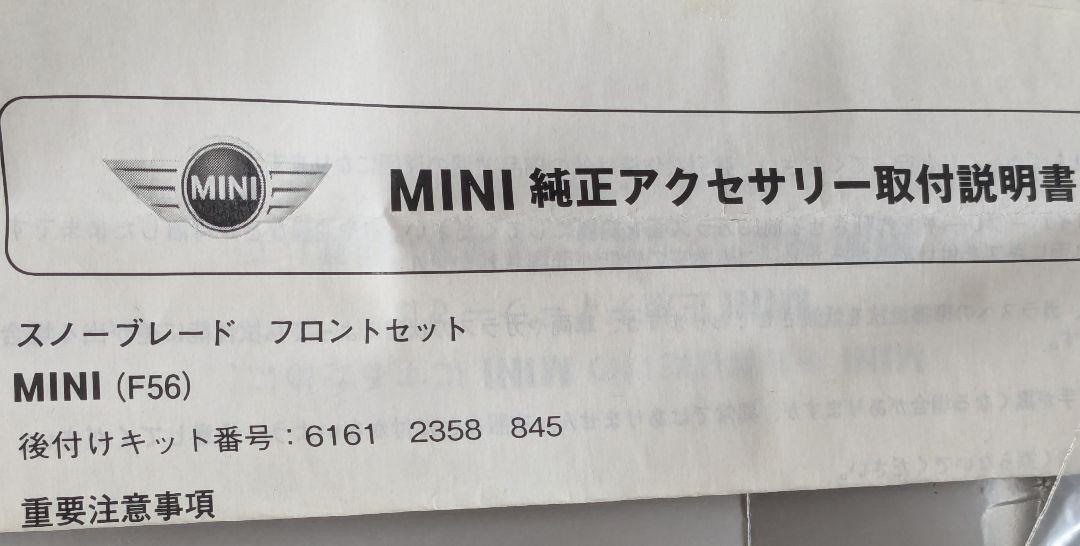 MINI
MINI 純正アクセサリー取付説明書
スノーブレード フロントセット
MINI (F56)
後付けキット番号：6161 2358 845
重要注意事項